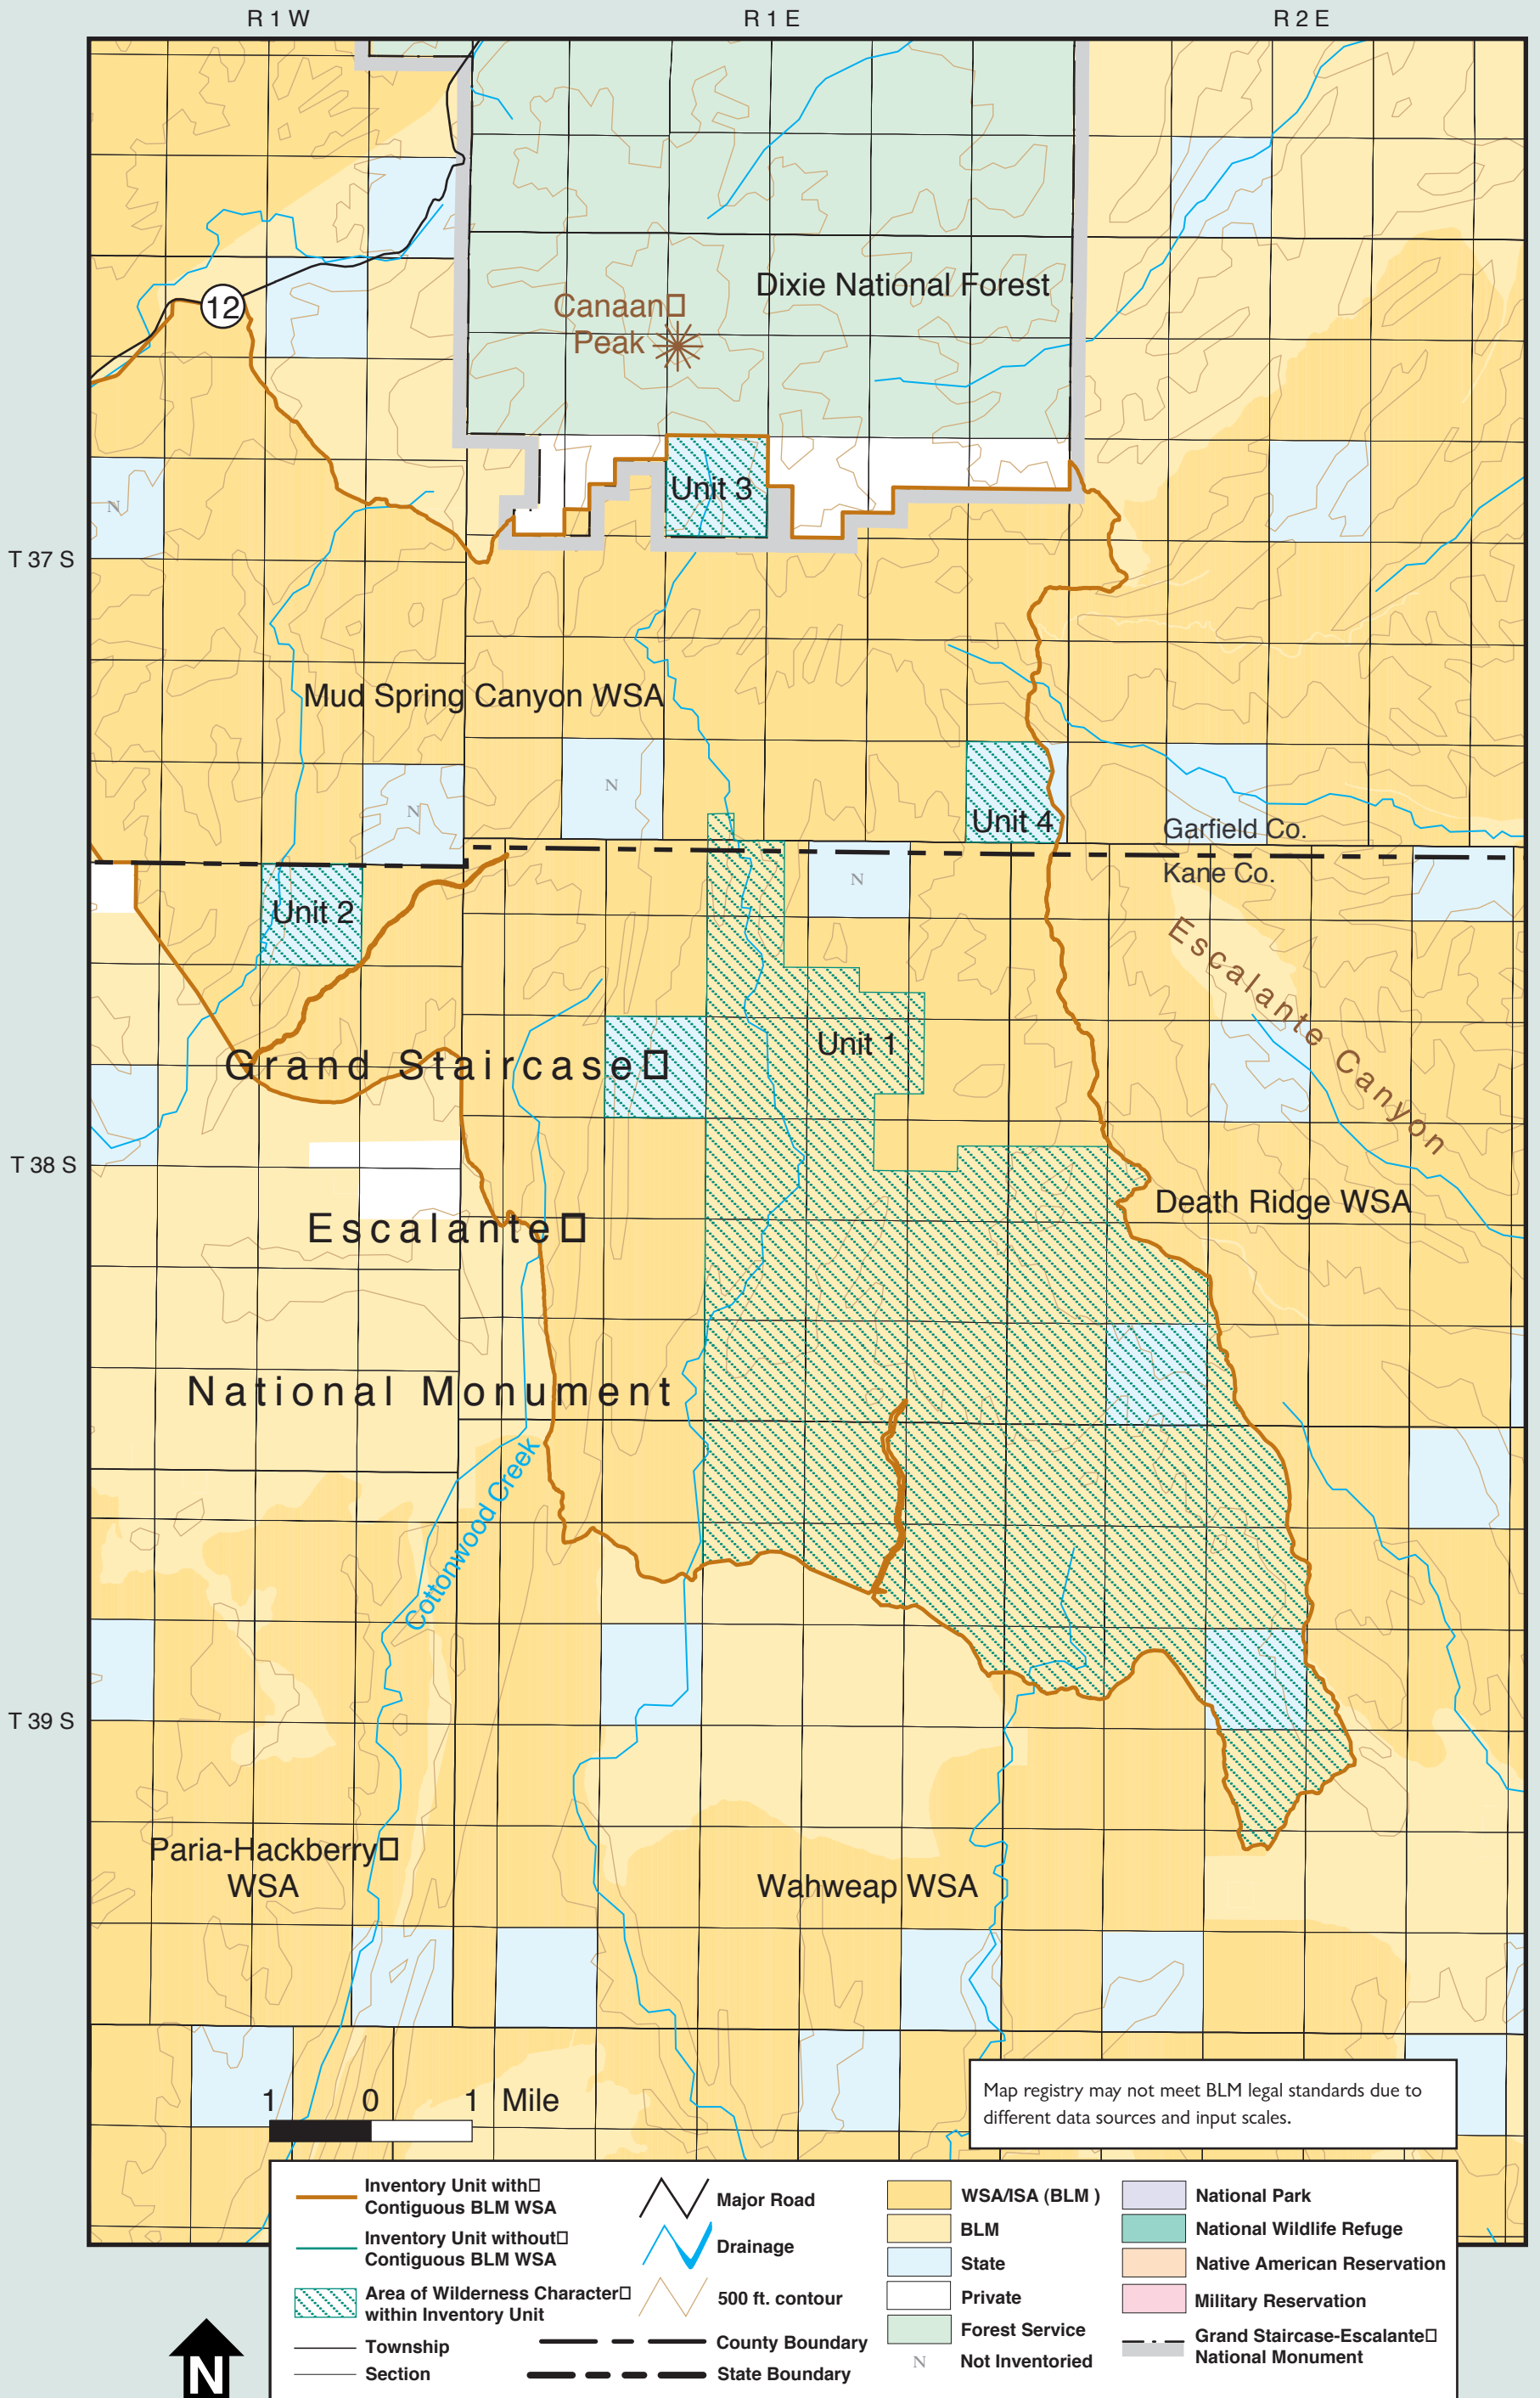 R 1 W
R 1 E
R 2 E
12
Dixie National Forest
Canaan
Peak
Unit 3
N
T 37 S
Mud Spring Canyon WSA
N
N
Unit 4
Garfield Co.
Kane Co.
N
Unit 2
Escalante Canyon
Unit 1
Grand Staircase
T 38 S
Death Ridge WSA
Escalante
National Monument
Cottonwood Creek
T 39 S
Paria-Hackberry
WSA
Wahweap WSA
1 0 1 Mile
Map registry may not meet BLM legal standards due to
different data sources and input scales.
Inventory Unit with
Contiguous BLM WSA
Inventory Unit without
Contiguous BLM WSA
Area of Wilderness Character
within Inventory Unit
Township
Section
Major Road
Drainage
500 ft. contour
County Boundary
State Boundary
WSA/ISA (BLM )
BLM
State
Private
Forest Service
N Not Inventoried
National Park
National Wildlife Refuge
Native American Reservation
Military Reservation
Grand Staircase-Escalante
National Monument
N